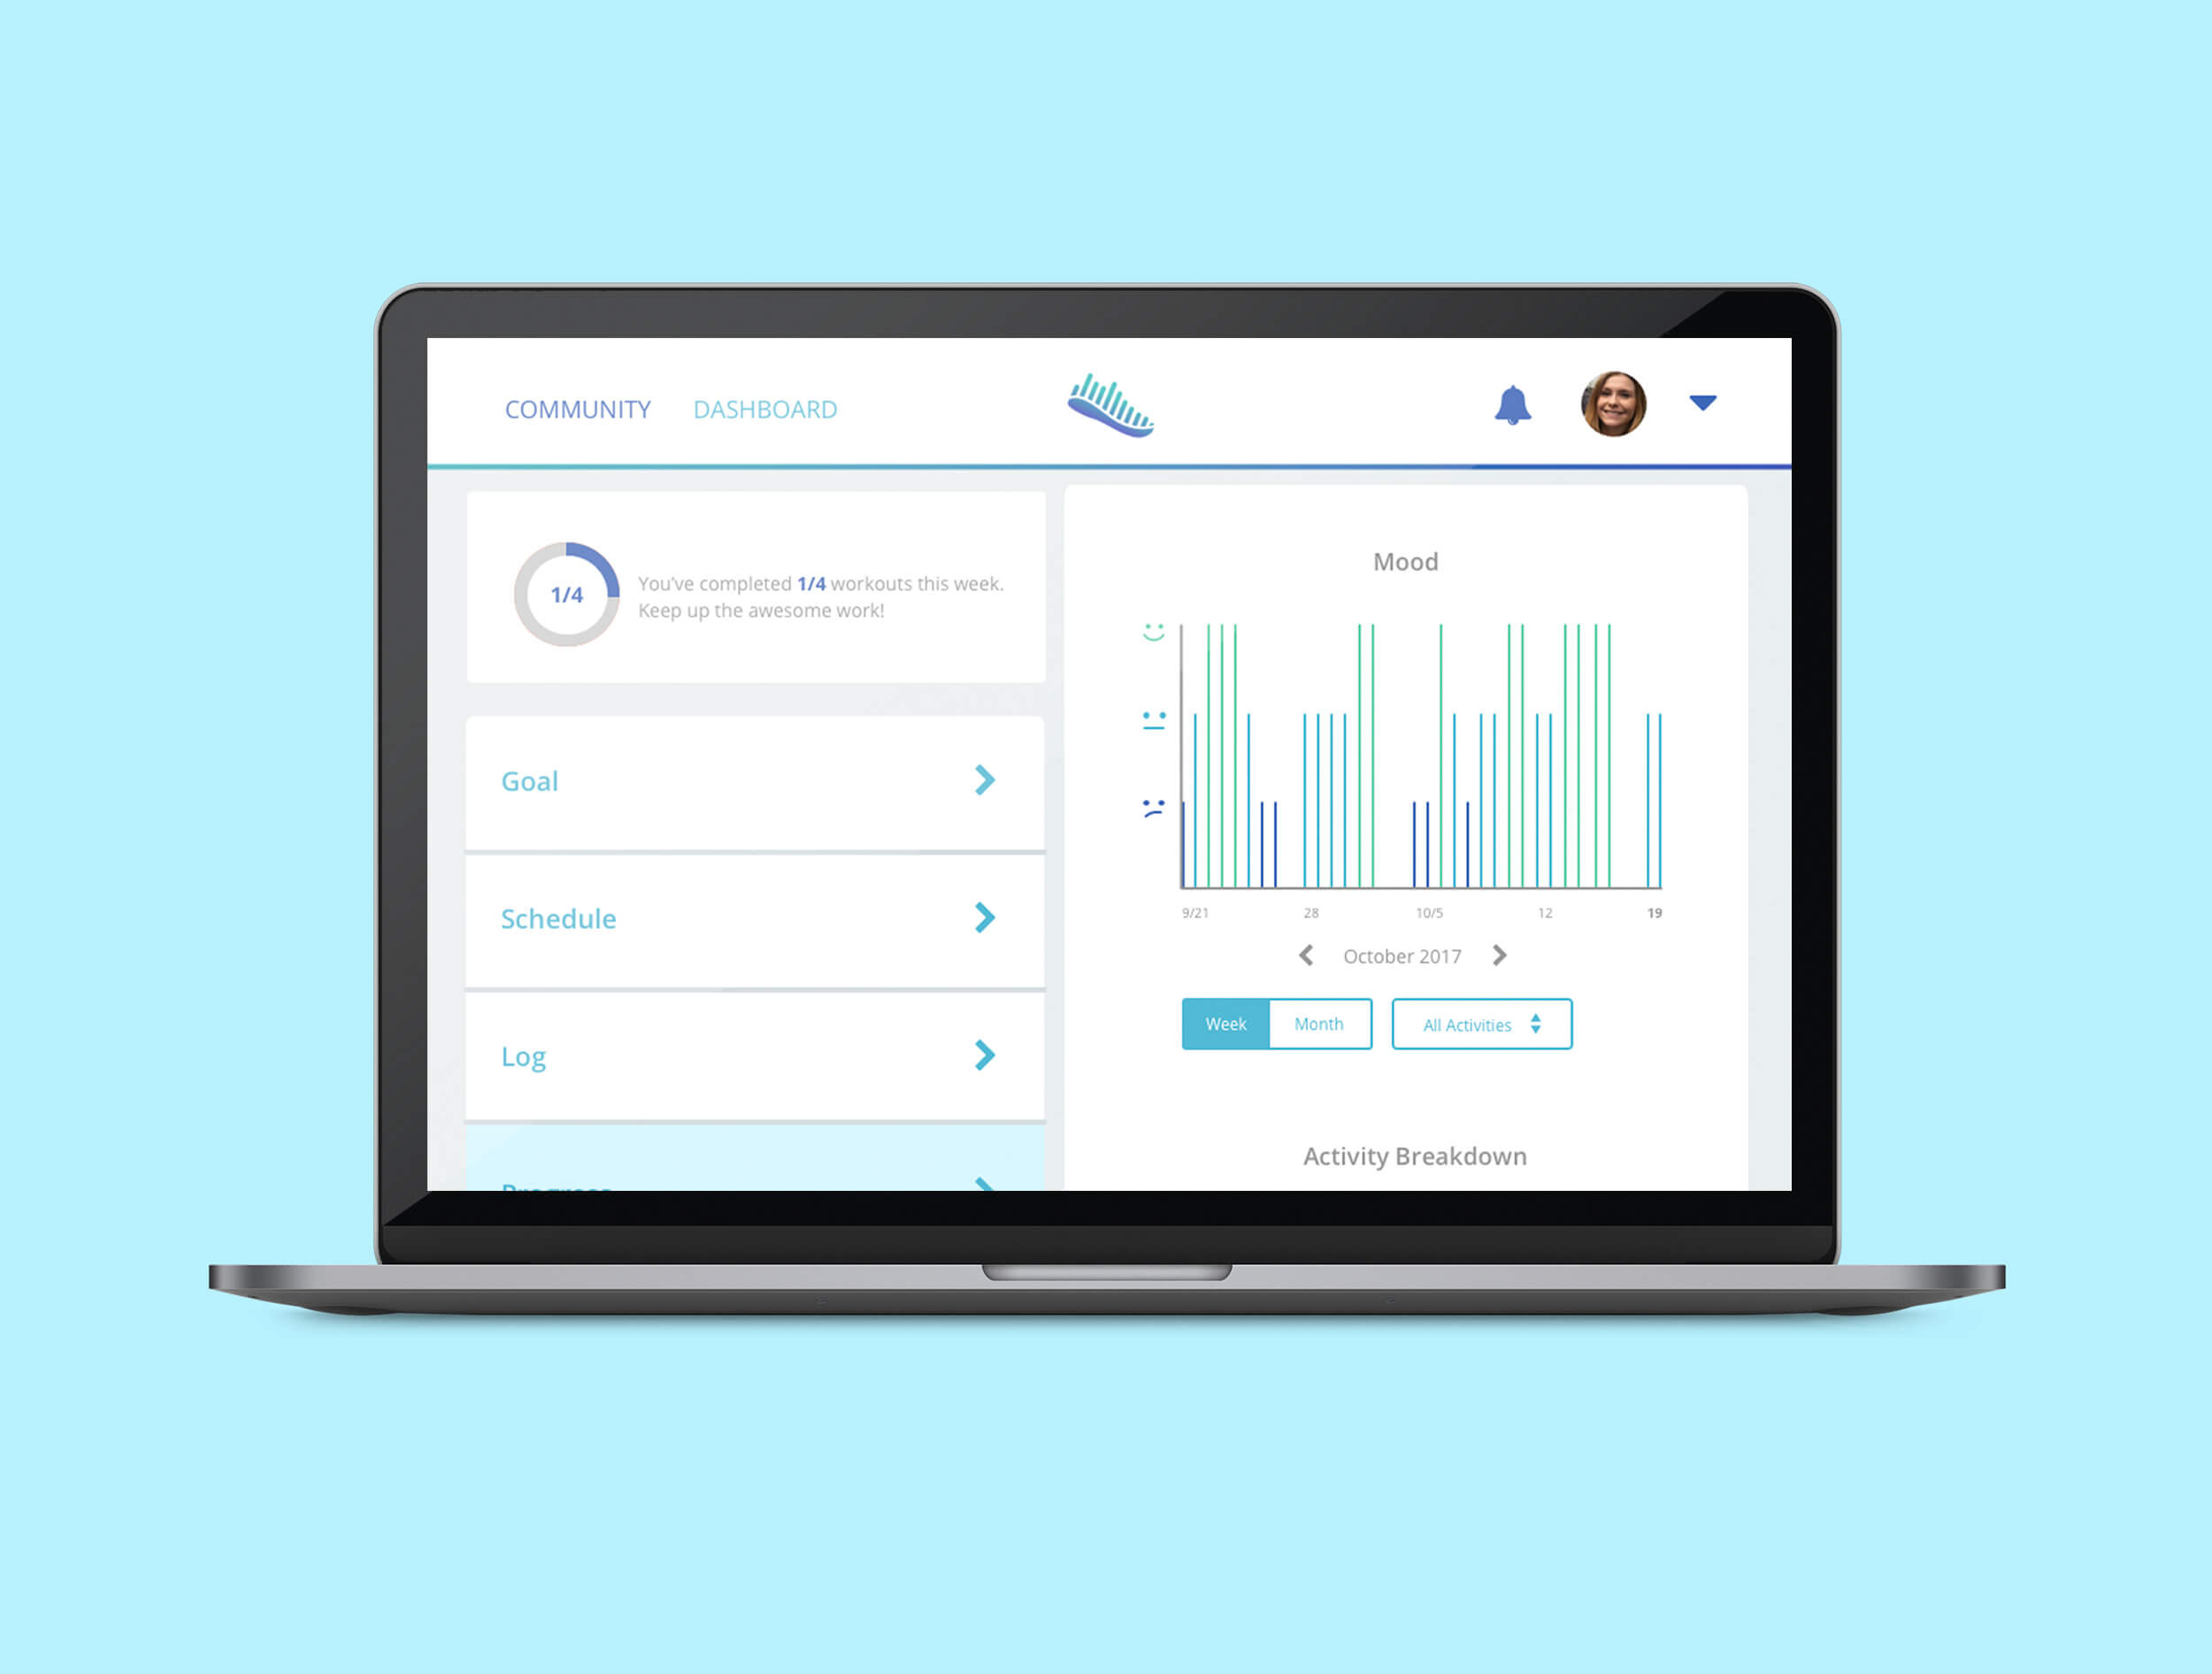 COMMUNITY DASHBOARD
1/4
You've completed 1/4 workouts this week.
Keep up the awesome work!
Goal
Schedule
Log
Progress
Mood
9/21 28 10/5 12 19
October 2017
Week Month All Activities
Activity Breakdown